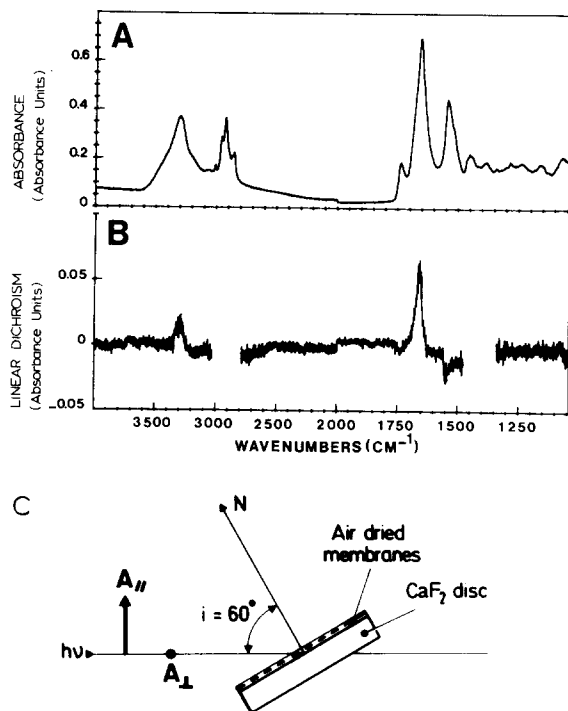 A
ABSORBANCE
(Absorbance Units)
0.6
0.4
0.2
0
B
LINEAR DICHROISM
(Absorbance Units)
0.05
0
-0.05
3500 3000 2500 2000 1750 1500 1250
WAVENUMBERS (CM⁻¹)
C
N
Air dried
membranes
CaF₂ disc
A∥
i = 60°
hν
A⊥